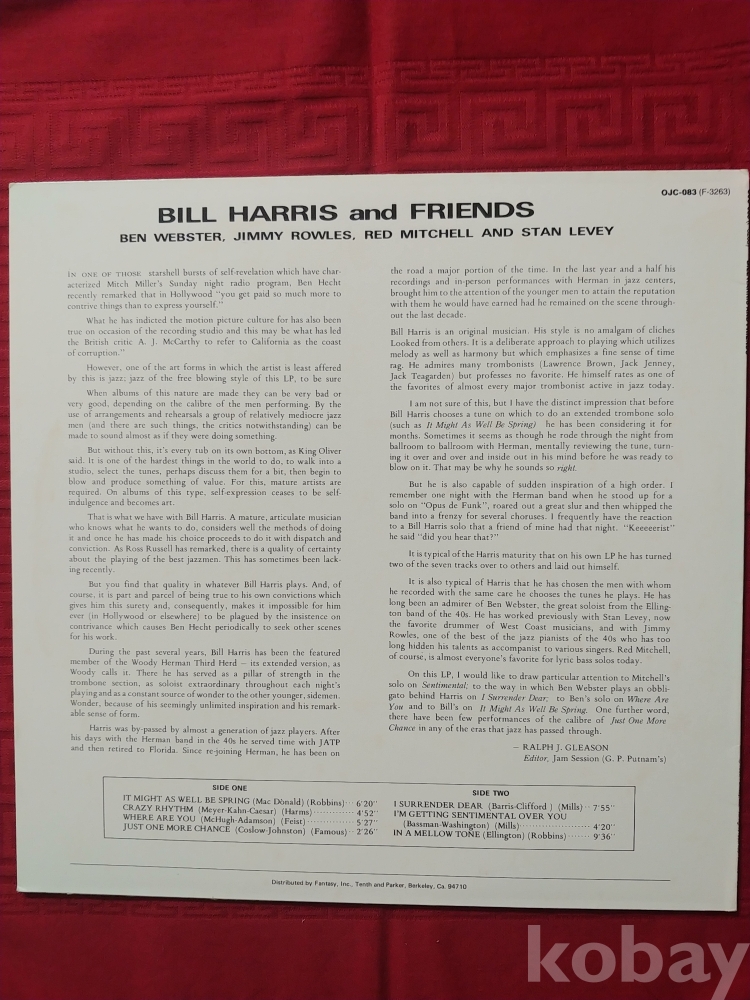 OJC-083 (F-3263)
BILL HARRIS and FRIENDS
BEN WEBSTER, JIMMY ROWLES, RED MITCHELL AND STAN LEVEY
IN ONE OF THOSE starshell bursts of self-revelation which have char-
acterized Mitch Miller's Sunday night radio program, Ben Hecht
recently remarked that in Hollywood "you get paid so much more to
contrive things than to express yourself."
What he has indicted the motion picture culture for has also been
true on occasion of the recording studio and this may be what has led
the British critic A. J. McCarthy to refer to California as the coast
of corruption."
However, one of the art forms in which the artist is least affered
by this is jazz; jazz of the free blowing style of this LP, to be sure
When albums of this nature are made they can be very bad or
very good, depending on the calibre of the men performing. By the
use of arrangements and rehearsals a group of relatively mediocre jazz
men (and there are such things, the critics notwithstanding) can be
made to sound almost as if they were doing something.
But without this, it's every tub on its own bottom, as King Oliver
said. It is one of the hardest things in the world to do, to walk into a
studio, select the tunes, perhaps discuss them for a bit, then begin to
blow and produce something of value. For this, mature artists are
required. On albums of this type, self-expression ceases to be self-
indulgence and becomes art.
That is what we have with Bill Harris. A mature, articulate musician
who knows what he wants to do, considers well the methods of doing
it and once he has made his choice proceeds to do it with dispatch and
conviction. As Ross Russell has remarked, there is a quality of certainty
about the playing of the best jazzmen. This has sometimes been lack-
ing recently.
But you find that quality in whatever Bill Harris plays. And, of
course, it is part and parcel of being true to his own convictions which
gives him this surety and, consequently, makes it impossible for him
ever (in Hollywood or elsewhere) to be plagued by the insistence on
contrivance which causes Ben Hecht periodically to seek other scenes
for his work.
During the past several years, Bill Harris has been the featured
member of the Woody Herman Third Herd — its extended version, as
Woody calls it. There he has served as a pillar of strength in the
trombone section, as soloist extraordinary throughout each night's
playing and as a constant source of wonder to the other younger, sidemen.
Wonder, because of his seemingly unlimited inspiration and his remark-
able sense of form.
Harris was by-passed by almost a generation of jazz players. After
his days with the Herman band in the 40s he served time with JATP
and then retired to Florida. Since re-joining Herman, he has been on
the road a major portion of the time. In the last year and a half his
recordings and in-person performances with Herman in jazz centers,
brought him to the attention of the younger men to attain the reputation
with them he would have earned had he remained on the scene through-
out the last decade.
Bill Harris is an original musician. His style is no amalgam of cliches
Looked from others. It is a deliberate approach to playing which utilizes
melody as well as harmony but which emphasizes a fine sense of time
rag. He admires many trombonists (Lawrence Brown, Jack Jenney,
Jack Teagarden) but professes no favorite. He himself rates as one of
the favorites of almost every major trombonist active in jazz today.
I am not sure of this, but I have the distinct impression that before
Bill Harris chooses a tune on which to do an extended trombone solo
(such as It Might As Well Be Spring) he has been considering it for
months. Sometimes it seems as though he rode through the night from
ballroom to ballroom with Herman, mentally reviewing the tune, turn-
ing it over and over and inside out in his mind before he was ready to
blow on it. That may be why he sounds so right.
But he is also capable of sudden inspiration of a high order. I
remember one night with the Herman band when he stood up for a
solo on "Opus de Funk", roared out a great slur and then whipped the
band into a frenzy for several choruses. I frequently have the reaction
to a Bill Harris solo that a friend of mine had that night. "Keeeeerist"
he said "did you hear that?"
It is typical of the Harris maturity that on his own LP he has turned
two of the seven tracks over to others and laid out himself.
It is also typical of Harris that he has chosen the men with whom
he recorded with the same care he chooses the tunes he plays. He has
long been an admirer of Ben Webster, the great soloist from the Elling-
ton band of the 40s. He has worked previously with Stan Levey, now
the favorite drummer of West Coast musicians, and with Jimmy
Rowles, one of the best of the jazz pianists of the 40s who has too
long hidden his talents as accompanist to various singers. Red Mitchell,
of course, is almost everyone's favorite for lyric bass solos today.
On this LP, I would like to draw particular attention to Mitchell's
solo on Sentimental; to the way in which Ben Webster plays an obbli-
gato behind Harris on I Surrender Dear; to Ben's solo on Where Are
You and to Bill's on It Might As Well Be Spring. One further word,
there have been few performances of the calibre of Just One More
Chance in any of the eras that jazz has passed through.
— RALPH J. GLEASON
Editor, Jam Session (G. P. Putnam's)
SIDE ONE
IT MIGHT AS WELL BE SPRING (Mac Donald) (Robbins)·· 6'20"
CRAZY RHYTHM (Meyer-Kahn-Caesar) (Harms)············ 4'52"
WHERE ARE YOU (McHugh-Adamson) (Feist)·············· 5'27"
JUST ONE MORE CHANCE (Coslow-Johnston) (Famous)·· 2'26"
SIDE TWO
I SURRENDER DEAR (Barris-Clifford ) (Mills)·· 7'55"
I'M GETTING SENTIMENTAL OVER YOU
(Bassman-Washington) (Mills)···················· 4'20"
IN A MELLOW TONE (Ellington) (Robbins)······· 9'36"
Distributed by Fantasy, Inc., Tenth and Parker, Berkeley, Ca. 94710
kobay